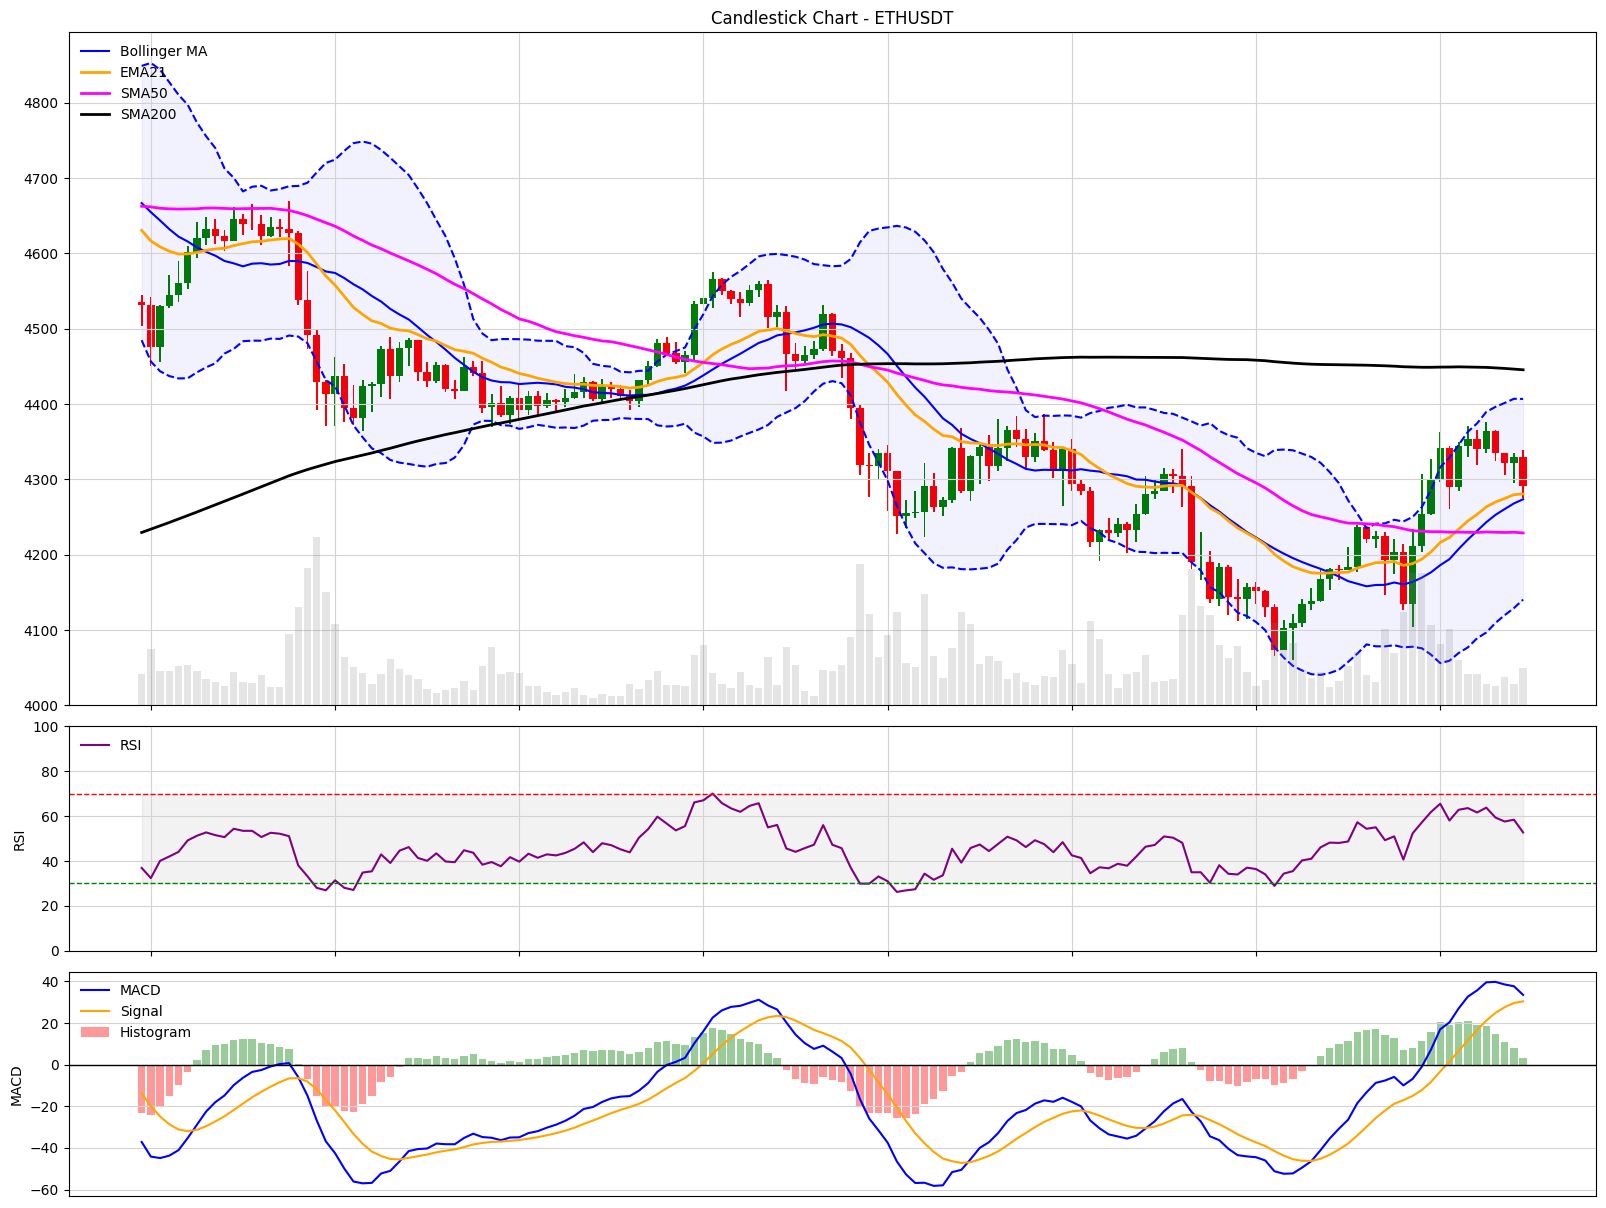 Candlestick Chart - ETHUSDT
Bollinger MA
EMA21
SMA50
SMA200
4800
4700
4600
4500
4400
4300
4200
4100
4000
RSI
100
80
60
40
20
0
RSI
MACD
Signal
Histogram
40
20
0
−20
−40
−60
MACD